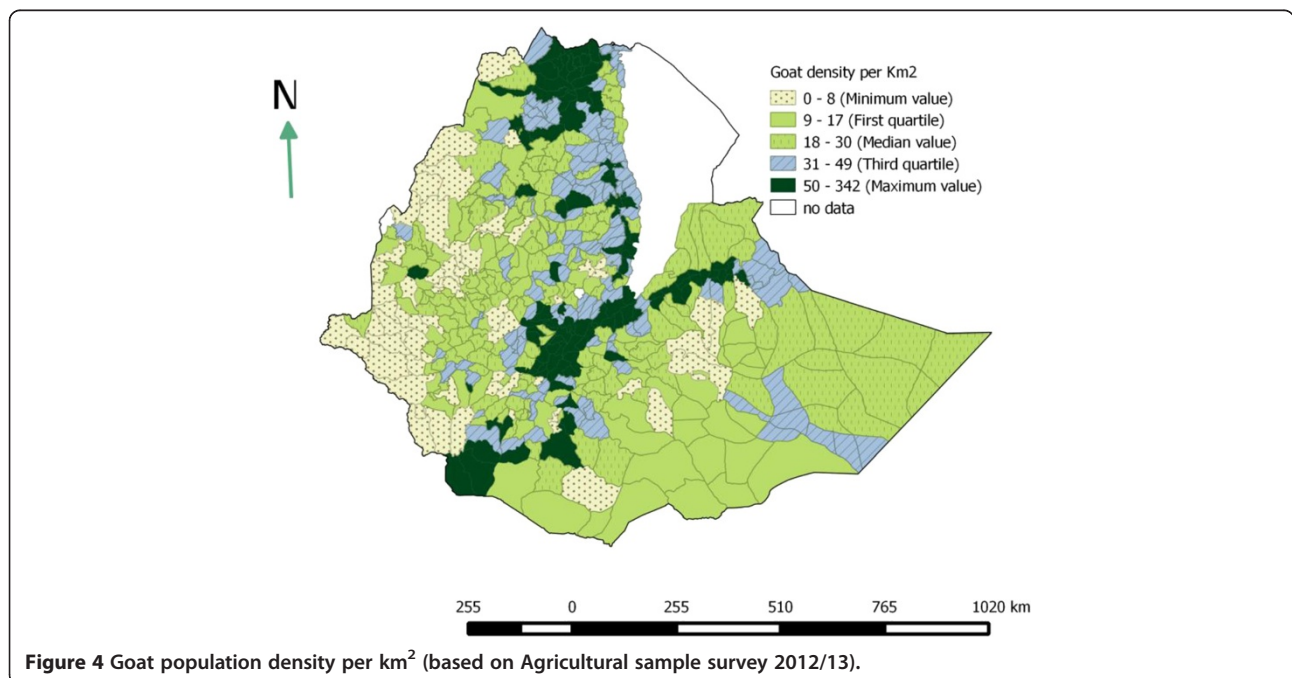 N
Goat density per Km2
0 - 8 (Minimum value)
9 - 17 (First quartile)
18 - 30 (Median value)
31 - 49 (Third quartile)
50 - 342 (Maximum value)
no data
255 0 255 510 765 1020 km
Figure 4 Goat population density per km² (based on Agricultural sample survey 2012/13).